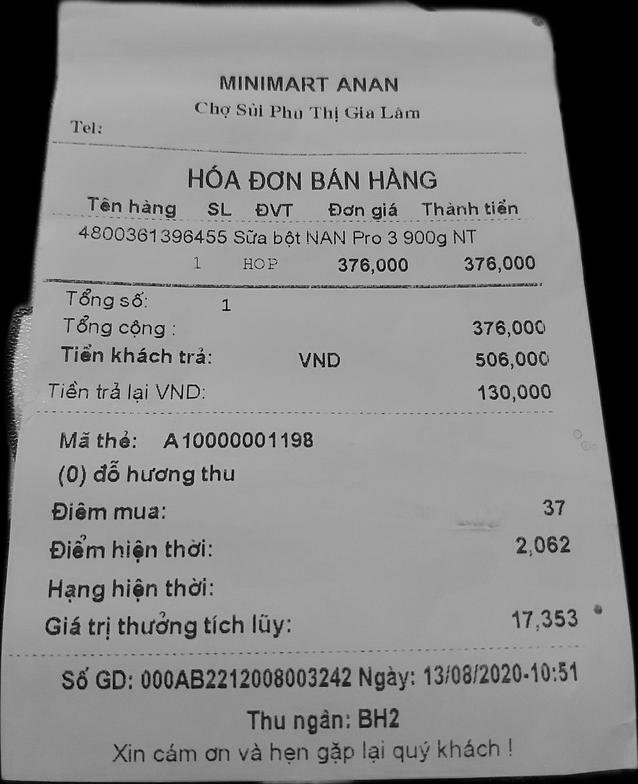 MINIMART ANAN
Chợ Sủi Phú Thị Gia Lâm
Tel:
HÓA ĐƠN BÁN HÀNG
Tên hàng SL ĐVT Đơn giá Thành tiền
4800361396455 Sữa bột NAN Pro 3 900g NT
1 HOP 376,000 376,000
Tổng số: 1
Tổng cộng : 376,000
Tiền khách trả: VND 506,000
Tiền trả lại VND: 130,000
Mã thẻ: A10000001198
(0) đỗ hương thu
Điểm mua: 37
Điểm hiện thời: 2,062
Hạng hiện thời:
Giá trị thưởng tích lũy: 17,353
Số GD: 000AB2212008003242 Ngày: 13/08/2020-10:51
Thu ngân: BH2
Xin cám ơn và hẹn gặp lại quý khách !